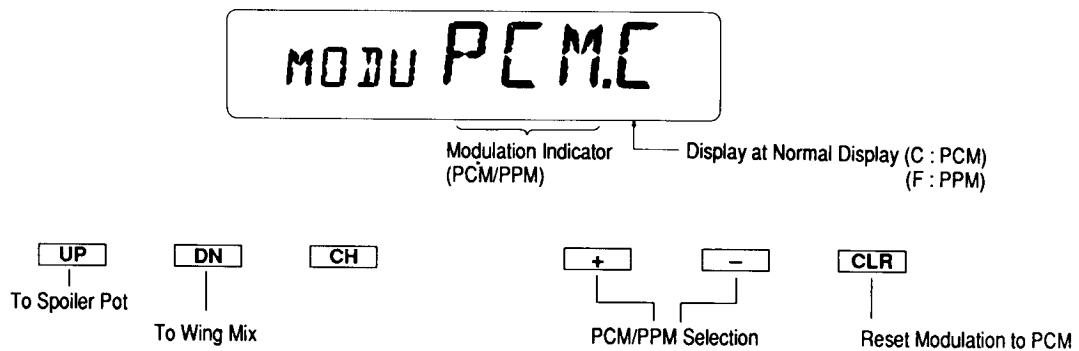 MODU PCM.C
Modulation Indicator
(PCM/PPM)
Display at Normal Display (C : PCM)
(F : PPM)
UP
DN
CH
+
−
CLR
To Spoiler Pot
To Wing Mix
PCM/PPM Selection
Reset Modulation to PCM